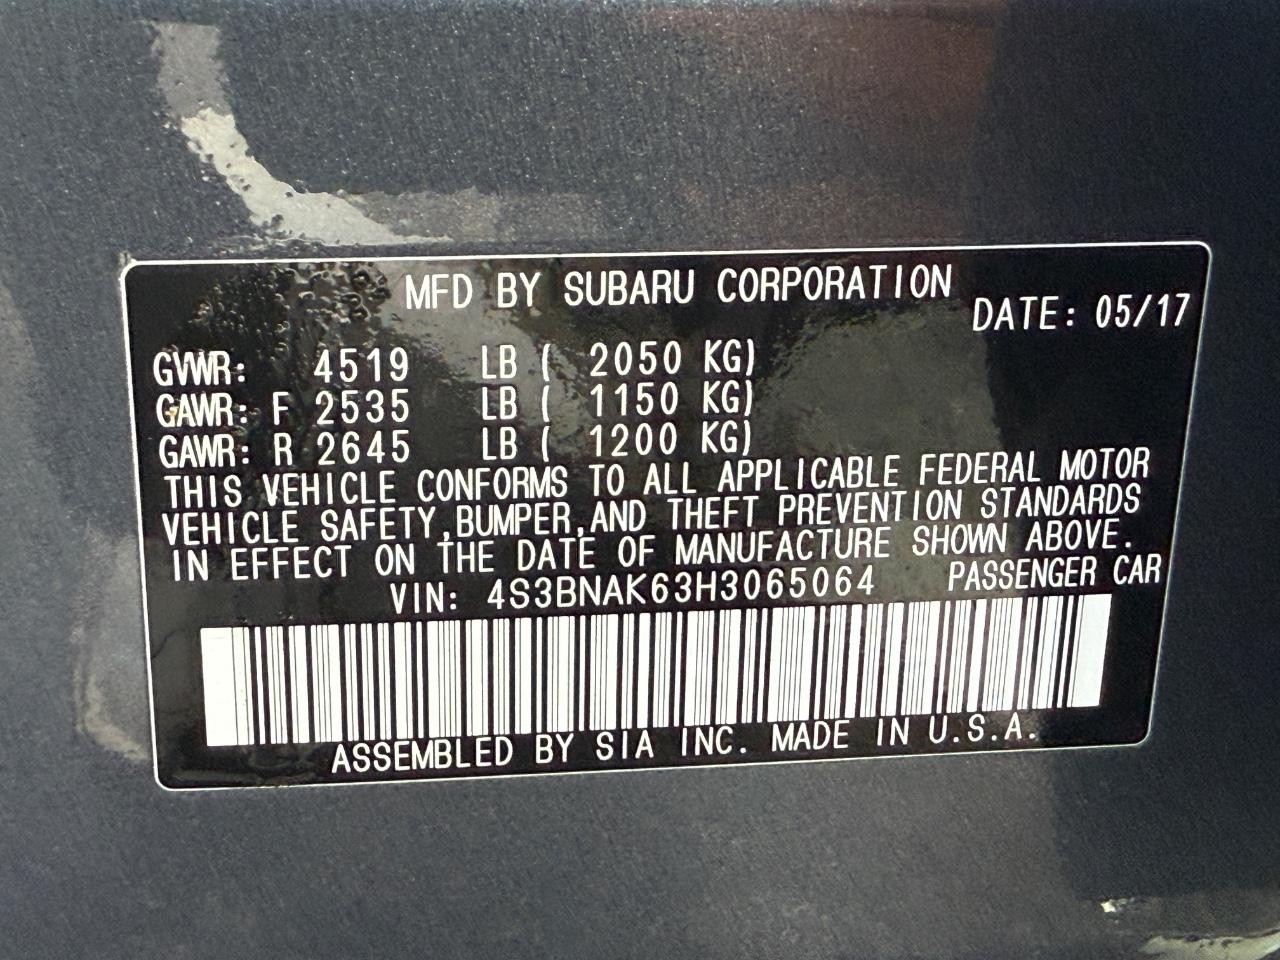 MFD BY SUBARU CORPORATION
DATE: 05/17
GVWR: 4519 LB ( 2050 KG)
GAWR: F 2535 LB ( 1150 KG)
GAWR: R 2645 LB ( 1200 KG)
THIS VEHICLE CONFORMS TO ALL APPLICABLE FEDERAL MOTOR
VEHICLE SAFETY,BUMPER,AND THEFT PREVENTION STANDARDS
IN EFFECT ON THE DATE OF MANUFACTURE SHOWN ABOVE.
VIN: 4S3BNAK63H3065064 PASSENGER CAR
ASSEMBLED BY SIA INC. MADE IN U.S.A.